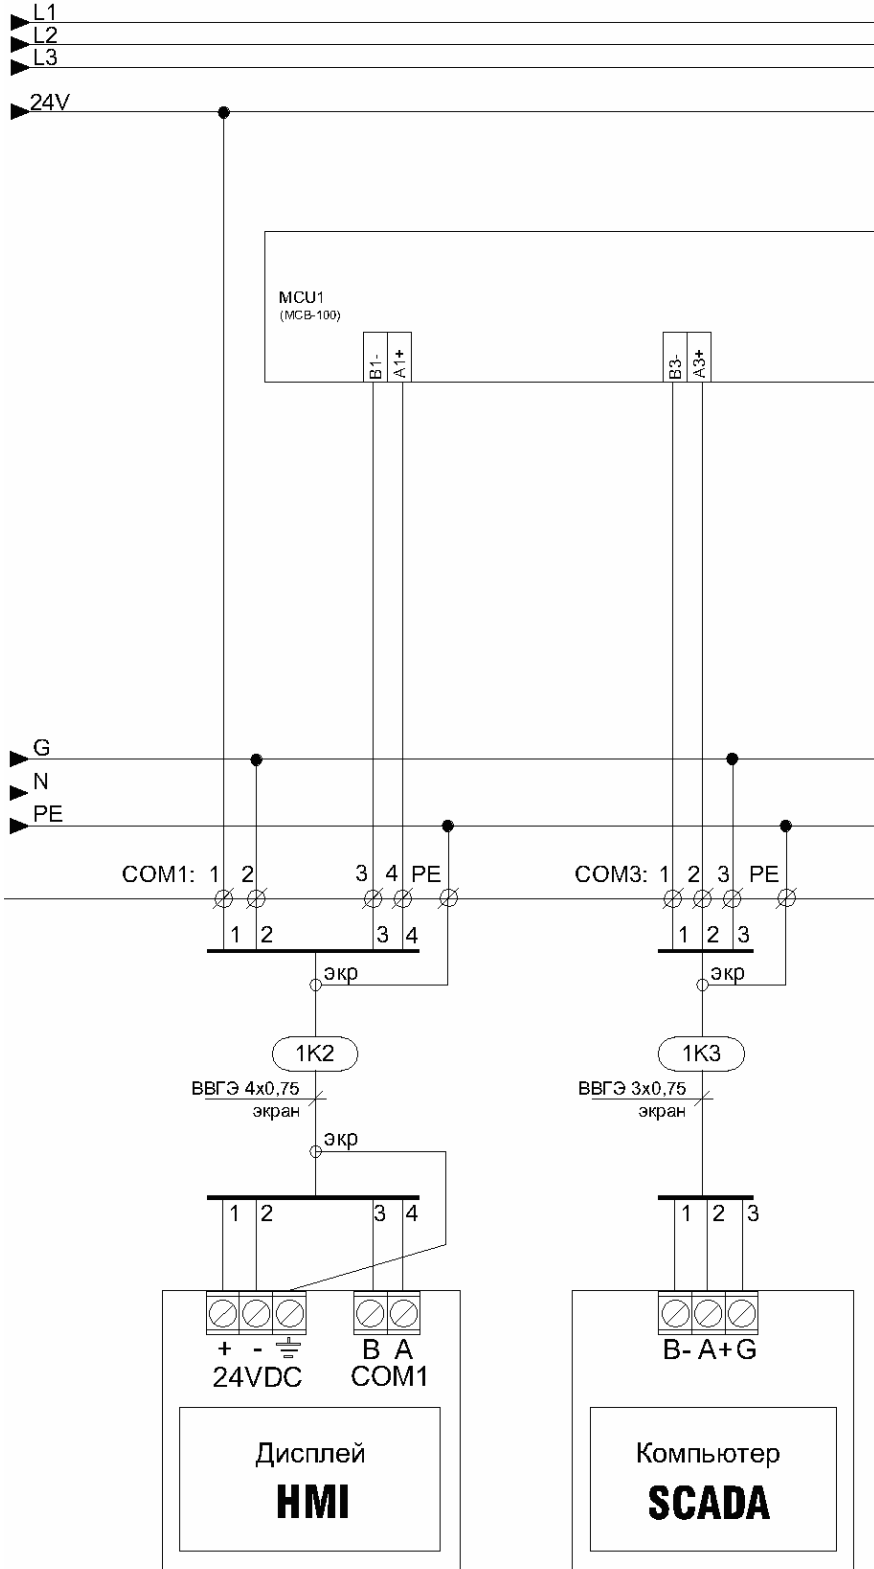 L1
L2
L3
24V
MCU1
(MCB-100)
B1-
A1+
B3-
A3+
G
N
PE
COM1: 1 2 3 4 PE
COM3: 1 2 3 PE
1 2 3 4
1 2 3
экр
экр
1K2
1K3
ВВГЭ 4x0,75
экран
ВВГЭ 3x0,75
экран
экр
1 2 3 4
1 2 3
+ -
B A
24VDC
COM1
B- A+ G
Дисплей
HMI
Компьютер
SCADA